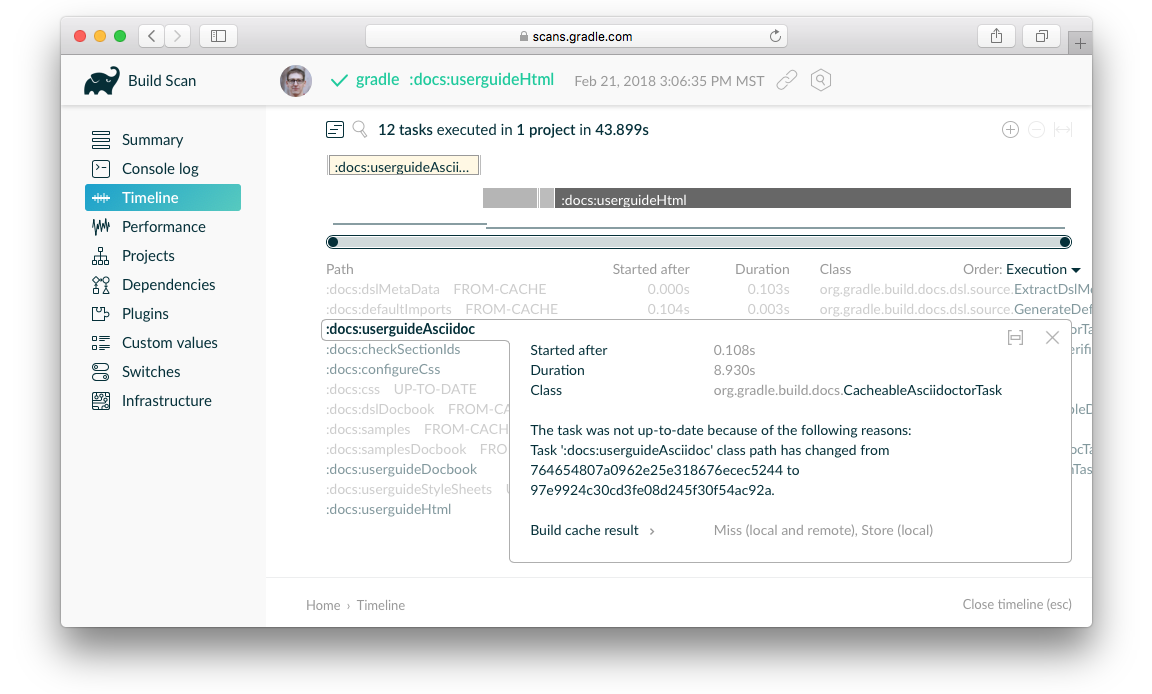 scans.gradle.com
Build Scan
gradle :docs:userguideHtml Feb 21, 2018 3:06:35 PM MST
Summary
Console log
Timeline
Performance
Projects
Dependencies
Plugins
Custom values
Switches
Infrastructure
12 tasks executed in 1 project in 43.899s
:docs:userguideAscii...
:docs:userguideHtml
Path Started after Duration Class Order: Execution
:docs:dslMetaData FROM-CACHE 0.000s 0.103s org.gradle.build.docs.dsl.source.ExtractDslMe
:docs:defaultImports FROM-CACHE 0.104s 0.003s org.gradle.build.docs.dsl.source.GenerateDef
:docs:userguideAsciidoc
:docs:checkSectionIds
:docs:configureCss
:docs:css UP-TO-DATE
:docs:dslDocbook FROM-CA
:docs:samples FROM-CACH
:docs:samplesDocbook FRO
:docs:userguideDocbook
:docs:userguideStyleSheets
:docs:userguideHtml
Started after 0.108s
Duration 8.930s
Class org.gradle.build.docs.CacheableAsciidoctorTask
The task was not up-to-date because of the following reasons:
Task ':docs:userguideAsciidoc' class path has changed from
764654807a0962e25e318676ecec5244 to
97e9924c30cd3fe08d245f30f54ac92a.
Build cache result › Miss (local and remote), Store (local)
Home › Timeline
Close timeline (esc)